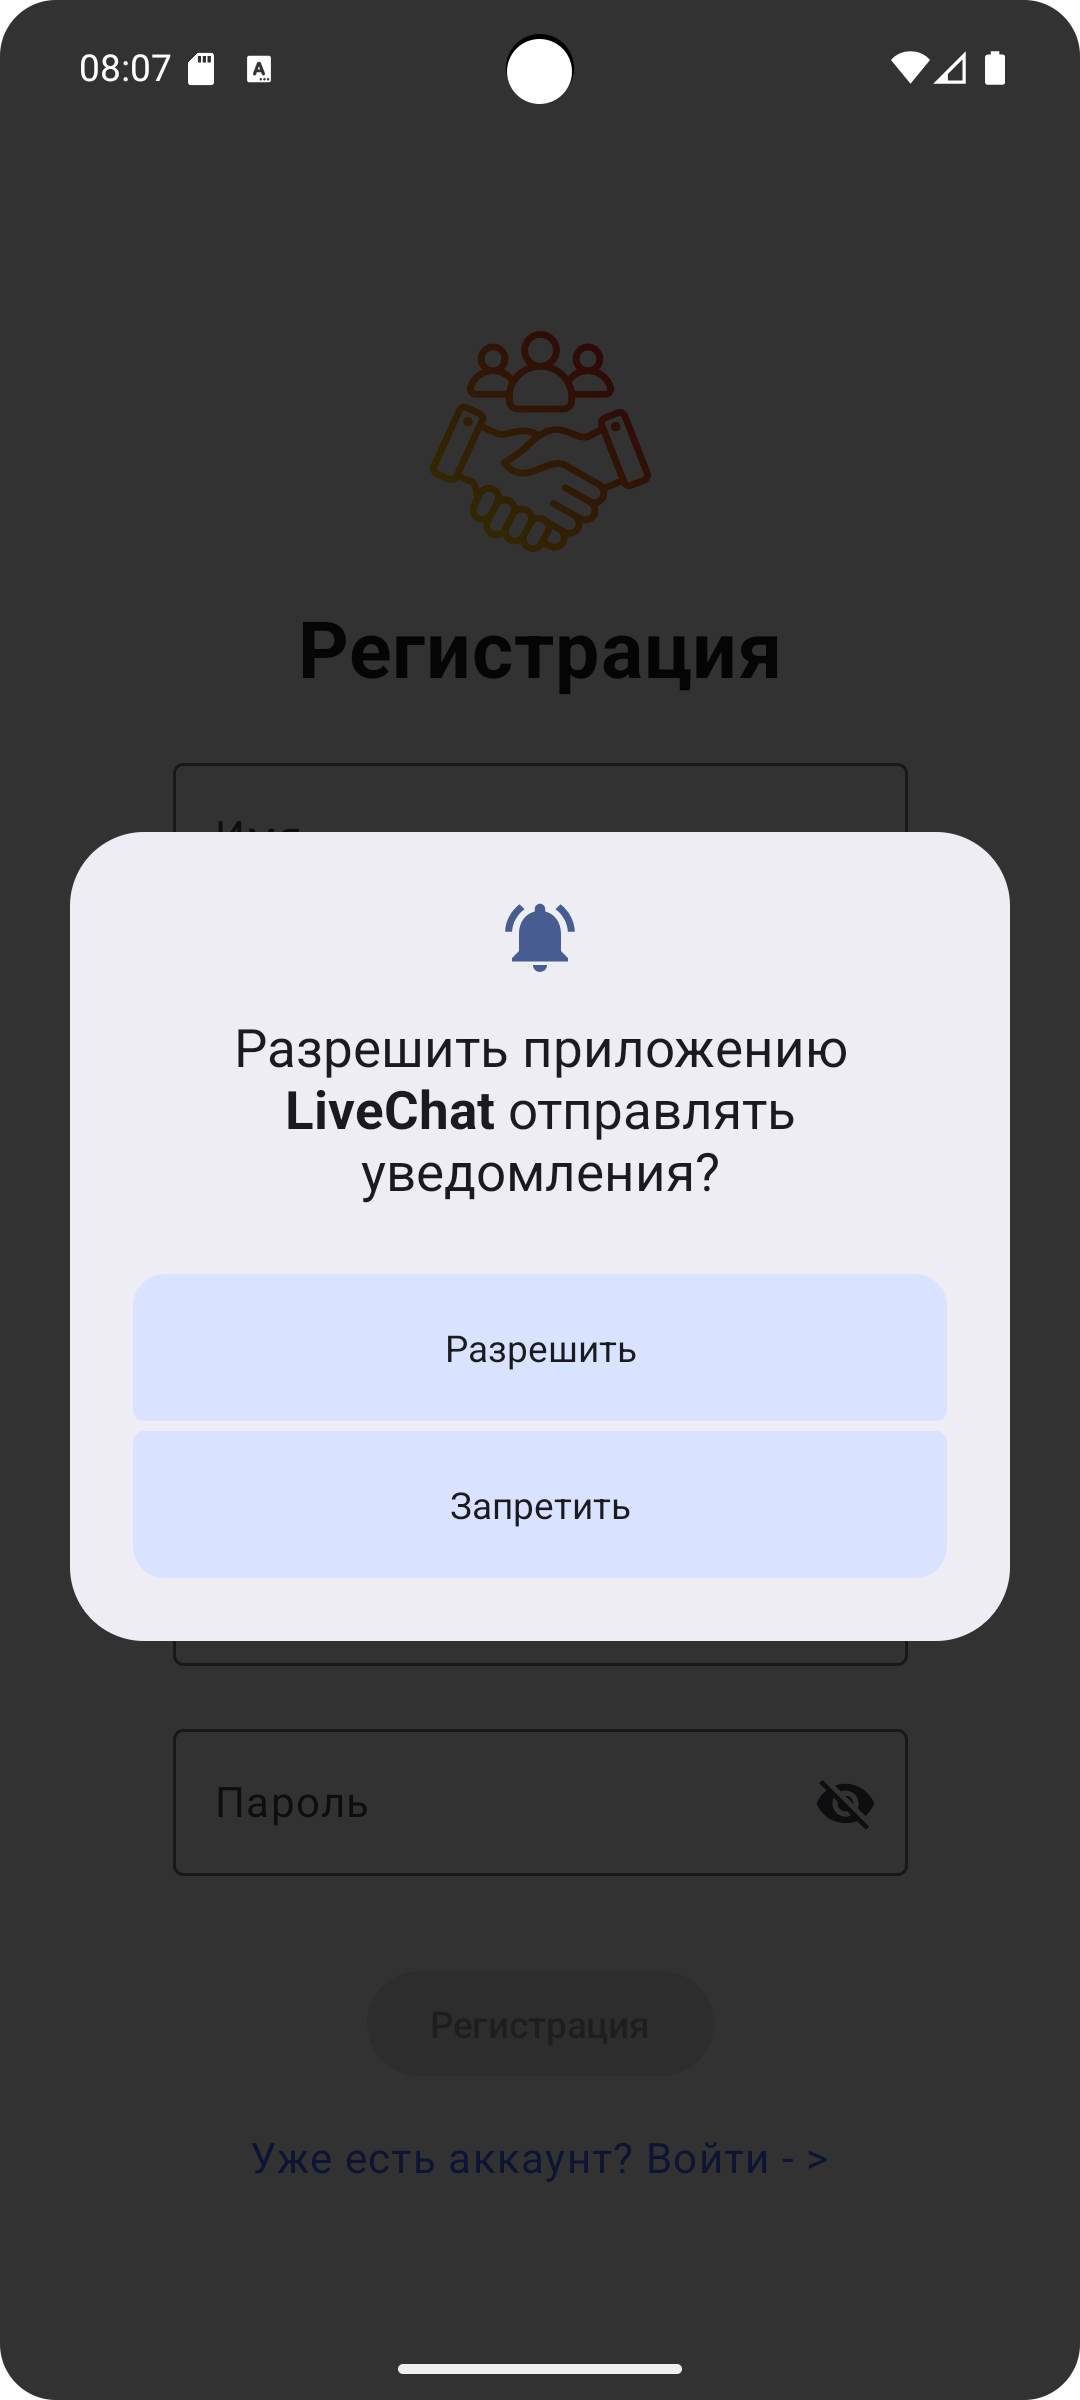 08:07
Регистрация
Имя
Разрешить приложению
LiveChat отправлять
уведомления?
Разрешить
Запретить
Пароль
Регистрация
Уже есть аккаунт? Войти - >